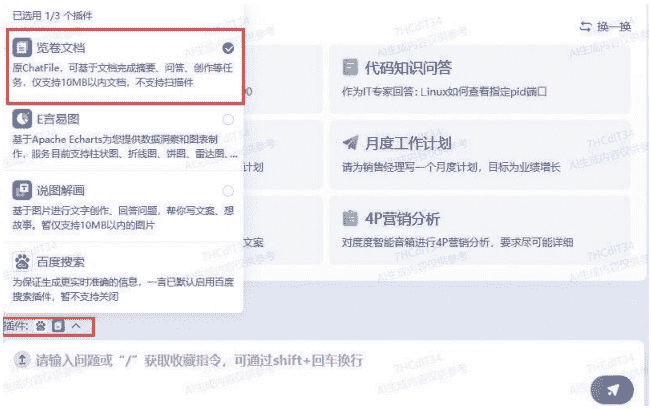 已选用 1/3 个插件
换一换
览卷文档
原ChatFile，可基于文档完成摘要、问答、创作等任
务，仅支持10MB以内文档，不支持扫描件
代码知识问答
作为IT专家回答：Linux如何查看指定pid端口
E言易图
基于Apache Echarts为您提供数据洞察和图表制
作，服务目前支持柱状图、折线图、饼图、雷达图、...
月度工作计划
计划
请为销售经理写一个月度计划，目标为业绩增长
说图解画
基于图片进行文字创作、回答问题，帮你写文案、想
故事。暂仅支持10MB以内的图片
4P营销分析
文案
对度度智能音箱进行4P营销分析，要求尽可能详细
百度搜索
为保证生成更实时准确的信息，一言已默认启用百度
搜索插件，暂不支持关闭
插件：
请输入问题或“/”获取收藏指令，可通过shift+回车换行
7HCdIT34
AI生成内容仅供参考